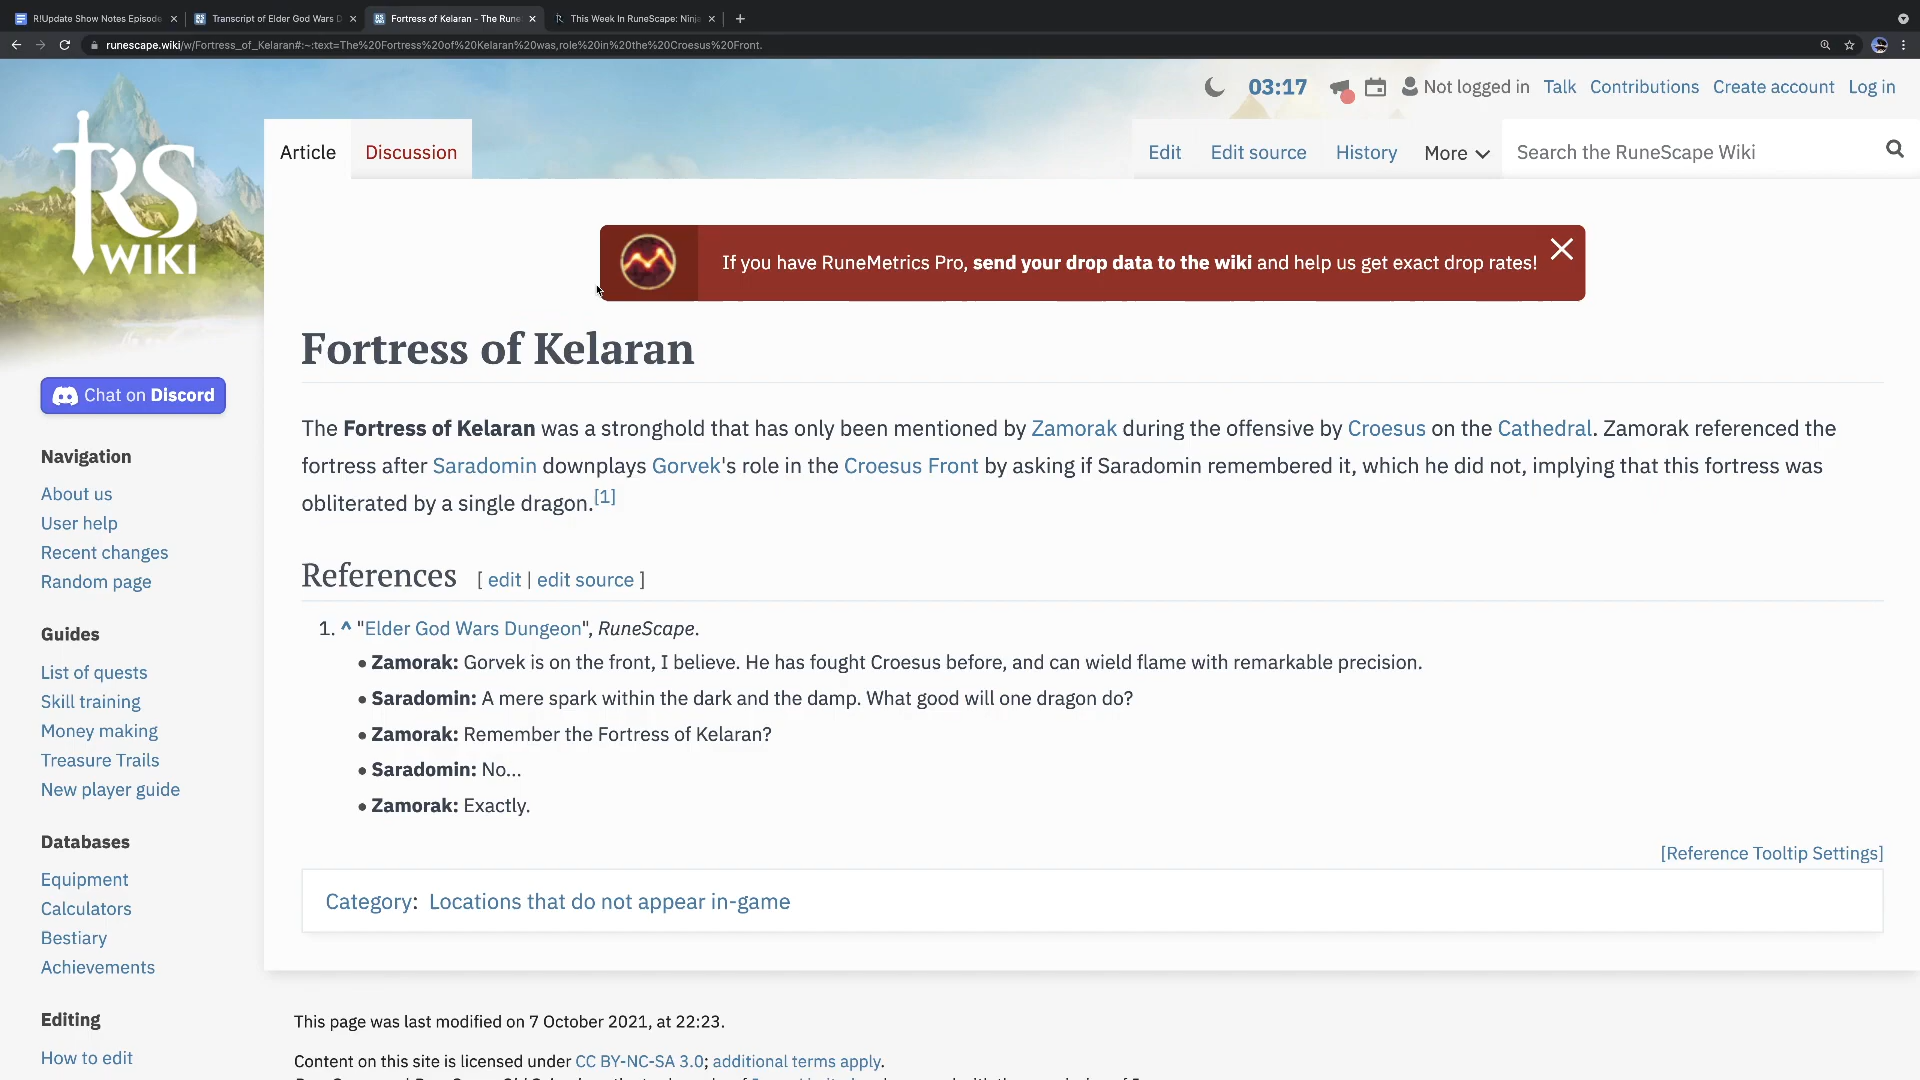 R!Update Show Notes Episode
Transcript of Elder God Wars D
Fortress of Kelaran - The Rune
This Week In RuneScape: Ninja
runescape.wiki/w/Fortress_of_Kelaran#:~:text=The%20Fortress%20of%20Kelaran%20was,role%20in%20the%20Croesus%20Front.
03:17
Not logged in Talk Contributions Create account Log in
RS
WIKI
Article Discussion
Edit Edit source History More
Search the RuneScape Wiki
If you have RuneMetrics Pro, send your drop data to the wiki and help us get exact drop rates!
Fortress of Kelaran
The Fortress of Kelaran was a stronghold that has only been mentioned by Zamorak during the offensive by Croesus on the Cathedral. Zamorak referenced the
fortress after Saradomin downplays Gorvek's role in the Croesus Front by asking if Saradomin remembered it, which he did not, implying that this fortress was
obliterated by a single dragon.[1]
References [ edit | edit source ]
1. ^ "Elder God Wars Dungeon", RuneScape.
• Zamorak: Gorvek is on the front, I believe. He has fought Croesus before, and can wield flame with remarkable precision.
• Saradomin: A mere spark within the dark and the damp. What good will one dragon do?
• Zamorak: Remember the Fortress of Kelaran?
• Saradomin: No...
• Zamorak: Exactly.
[Reference Tooltip Settings]
Category: Locations that do not appear in-game
This page was last modified on 7 October 2021, at 22:23.
Content on this site is licensed under CC BY-NC-SA 3.0; additional terms apply.
Chat on Discord
Navigation
About us
User help
Recent changes
Random page
Guides
List of quests
Skill training
Money making
Treasure Trails
New player guide
Databases
Equipment
Calculators
Bestiary
Achievements
Editing
How to edit